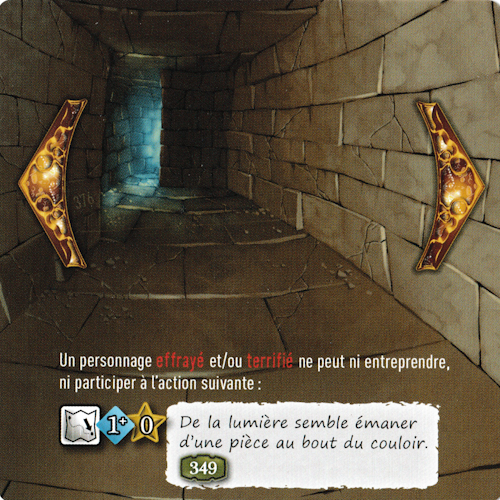 376
Un personnage effrayé et/ou terrifié ne peut ni entreprendre,
ni participer à l'action suivante :
1+ 0
De la lumière semble émaner
d'une pièce au bout du couloir.
349